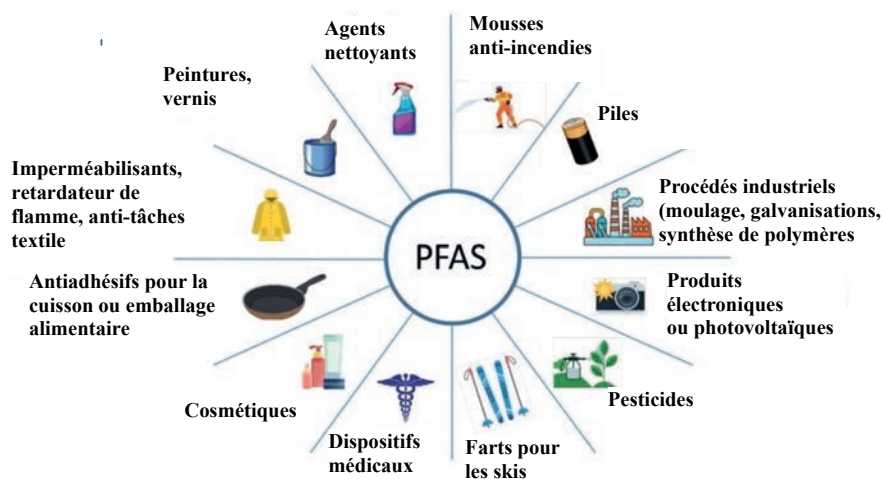 Agents
nettoyants
Mousses
anti-incendies
Piles
Procédés industriels
(moulage, galvanisations,
synthèse de polymères
Produits
électroniques
ou photovoltaïques
Pesticides
Farts pour
les skis
Dispositifs
médicaux
Cosmétiques
Antiadhésifs pour la
cuisson ou emballage
alimentaire
Imperméabilisants,
retardateur de
flamme, anti-tâches
textile
Peintures,
vernis
PFAS